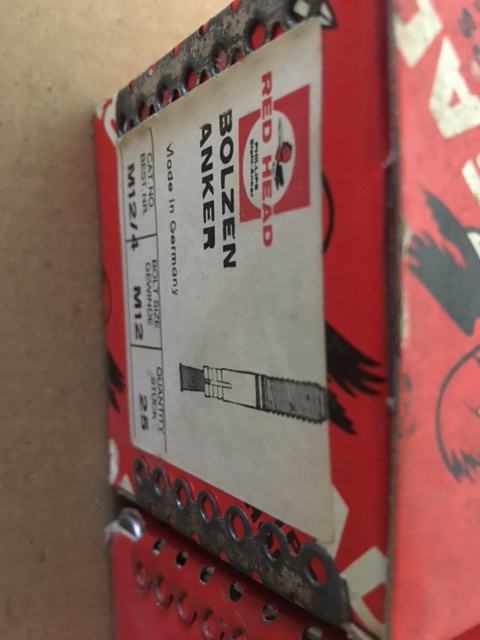 RED HEAD
PHILLIPS
BOLZEN
ANKER
Made in Germany
CAT NO. BOLT SIZE QUANTITY
BEST NR. GEWINDE STÜCK
M12/4 M12 25